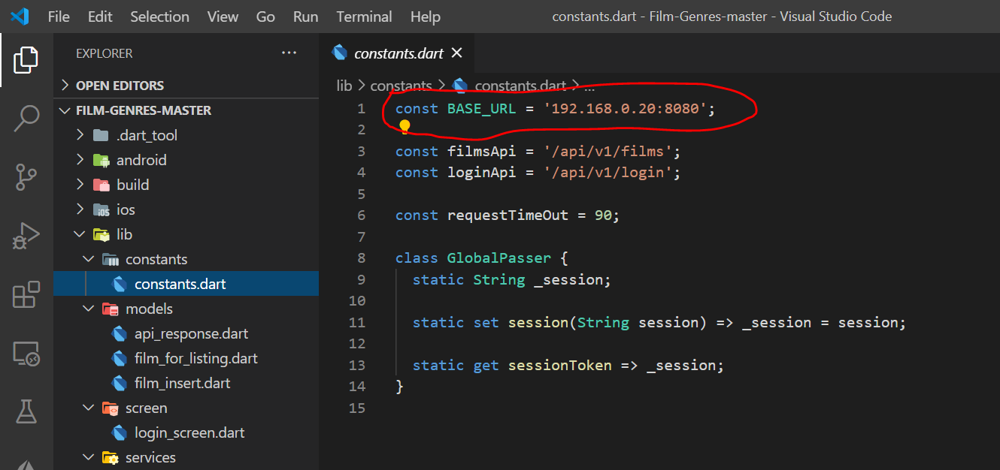 File Edit Selection View Go Run Terminal Help constants.dart - Film-Genres-master - Visual Studio Code
EXPLORER ...
OPEN EDITORS
FILM-GENRES-MASTER
.dart_tool
android
build
ios
lib
constants
constants.dart
models
api_response.dart
film_for_listing.dart
film_insert.dart
screen
login_screen.dart
services
constants.dart
lib > constants > constants.dart > ...
1 const BASE_URL = '192.168.0.20:8080';
2
3 const filmsApi = '/api/v1/films';
4 const loginApi = '/api/v1/login';
5
6 const requestTimeOut = 90;
7
8 class GlobalPasser {
9 static String _session;
10
11 static set session(String session) => _session = session;
12
13 static get sessionToken => _session;
14 }
15